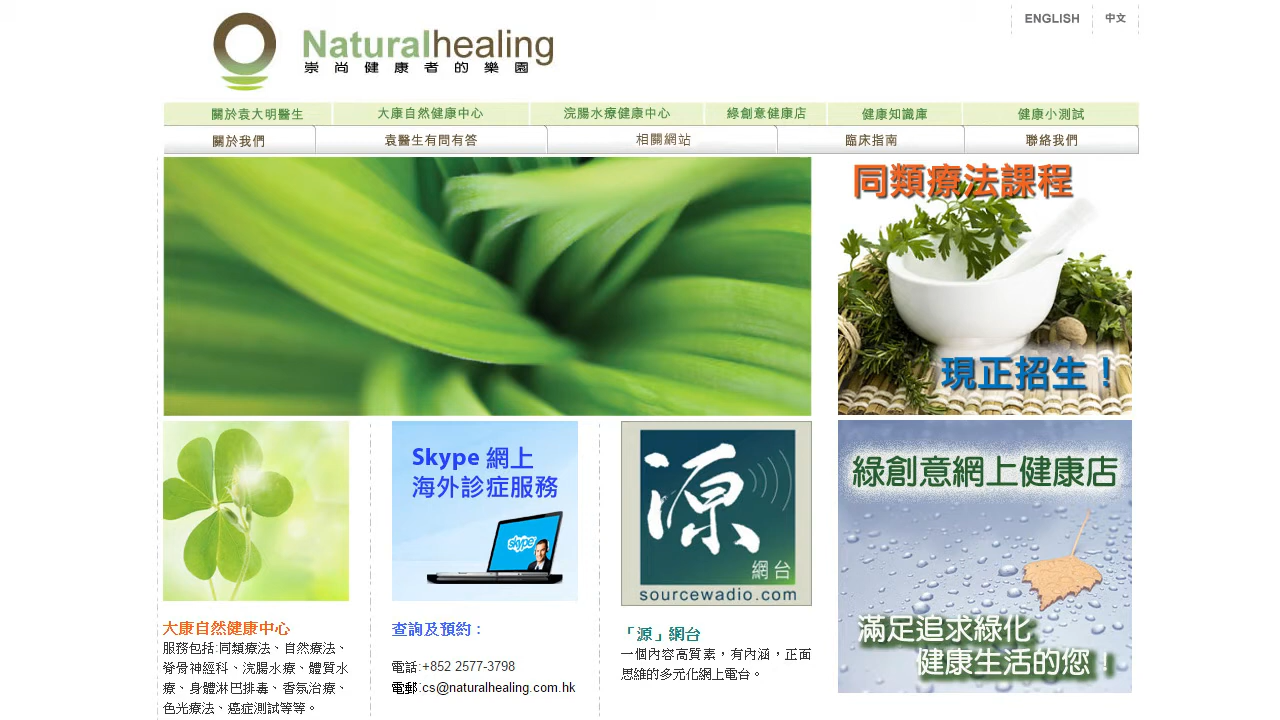 ENGLISH
中文
Naturalhealing
崇尚健康者的樂園
關於袁大明醫生
大康自然健康中心
浣腸水療健康中心
綠創意健康店
健康知識庫
健康小測試
關於我們
袁醫生有問有答
相關網站
臨床指南
聯絡我們
同類療法課程
現正招生！
Skype 網上
海外診症服務
skype
源
網台
sourcewadio.com
綠創意網上健康店
滿足追求綠化
健康生活的您！
大康自然健康中心
服務包括:同類療法、自然療法、
脊骨神經科、浣腸水療、體質水
療、身體淋巴排毒、香氛治療、
色光療法、癌症測試等等。
查詢及預約：
電話:+852 2577-3798
電郵:cs@naturalhealing.com.hk
「源」網台
一個內容高質素，有內涵，正面
思維的多元化網上電台。